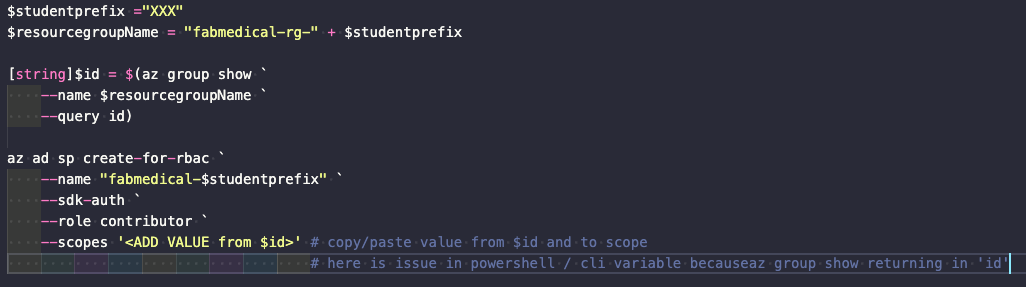 $studentprefix ="XXX"
$resourcegroupName = "fabmedical-rg-" + $studentprefix
[string]$id = $(az group show `
--name $resourcegroupName `
--query id)
az ad sp create-for-rbac `
--name "fabmedical-$studentprefix" `
--sdk-auth `
--role contributor `
--scopes '<ADD VALUE from $id>' # copy/paste value from $id and to scope
# here is issue in powershell / cli variable becauseaz group show returning in 'id'